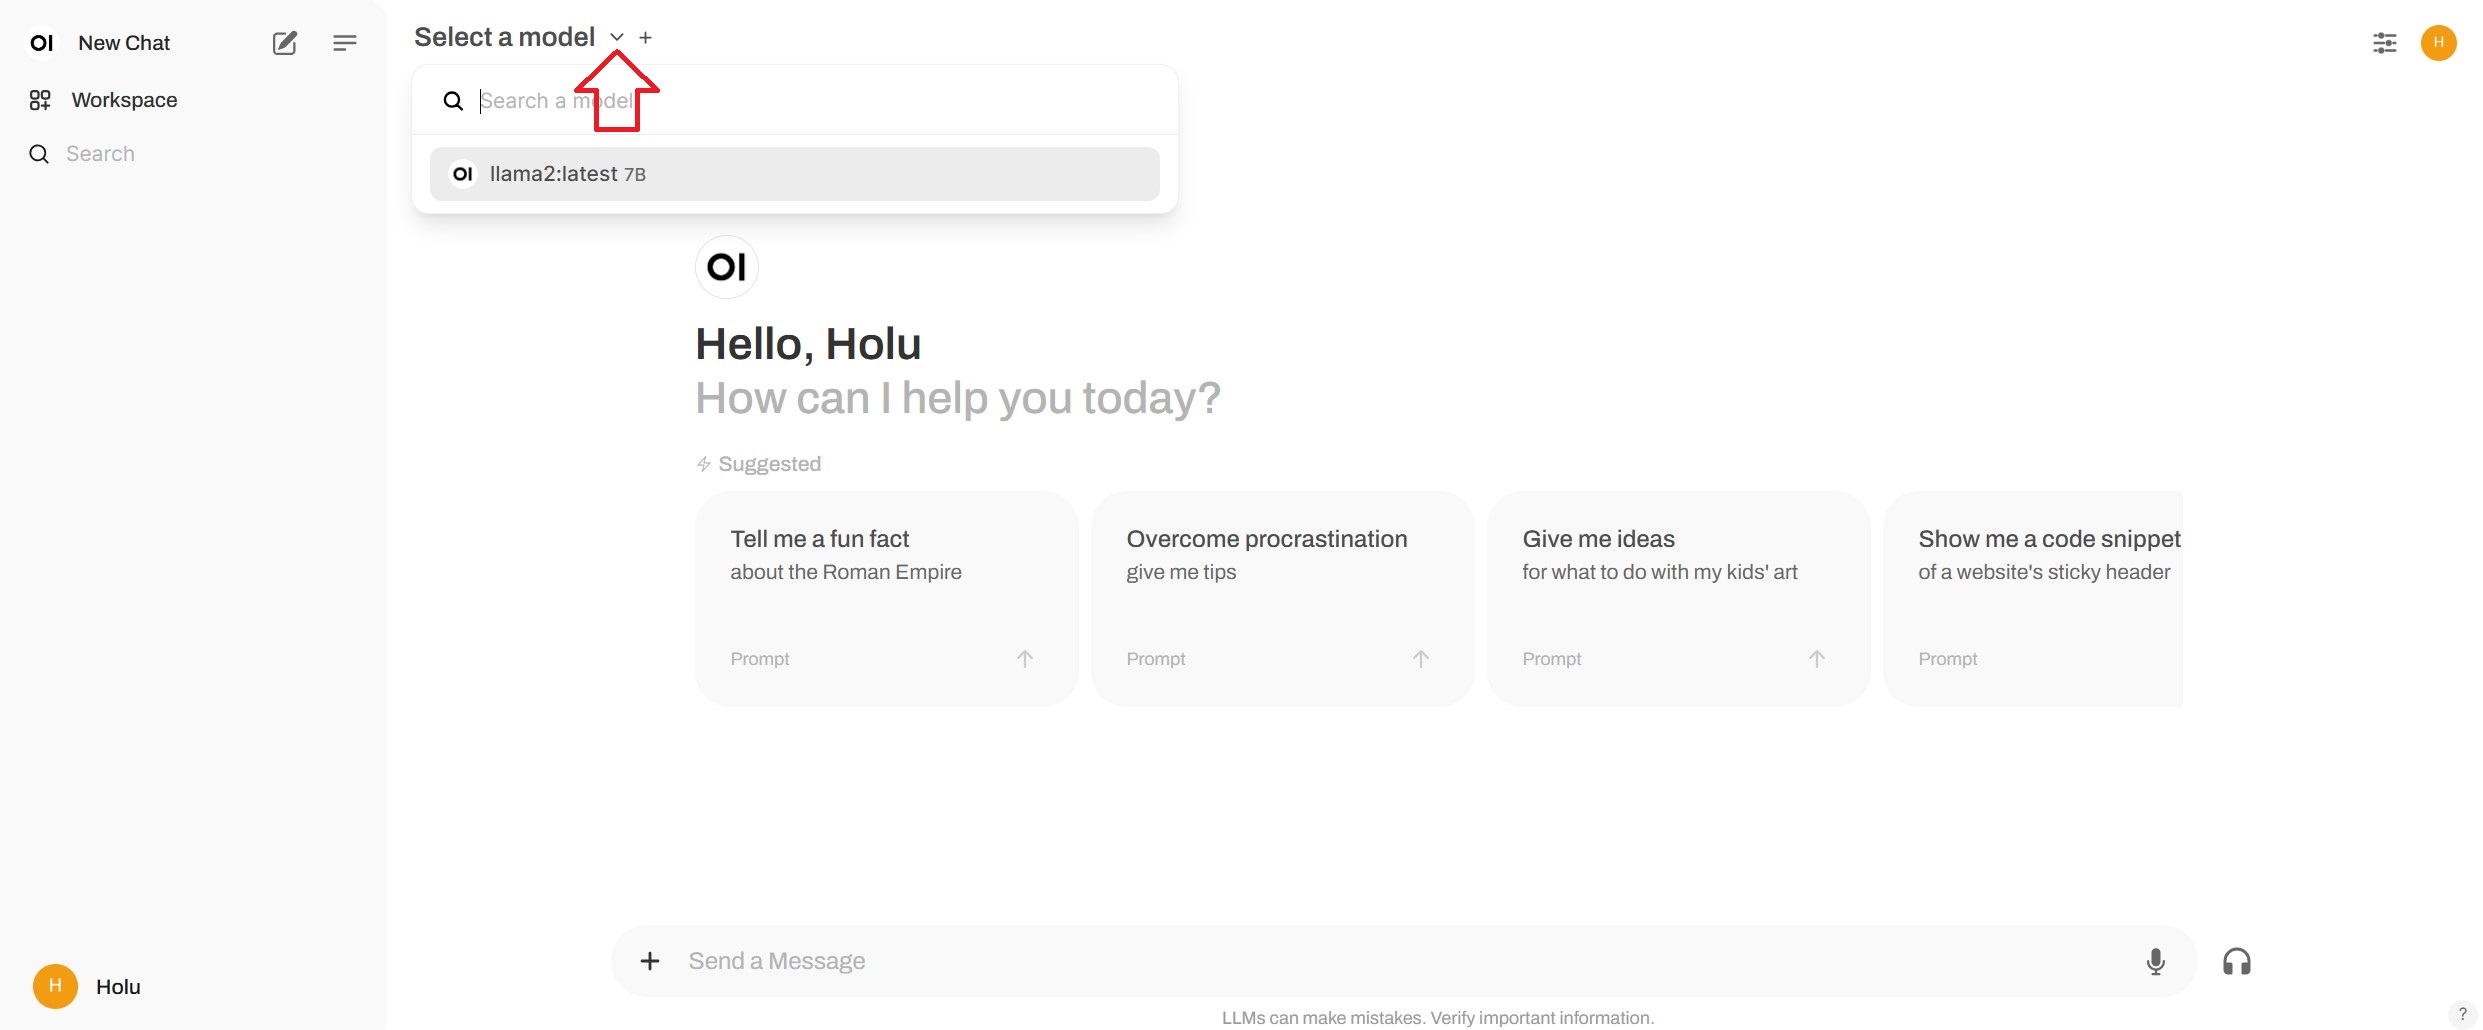 OI New Chat
Workspace
Search
Select a model
Search a model
OI llama2:latest 7B
OI
Hello, Holu
How can I help you today?
Suggested
Tell me a fun fact
about the Roman Empire
Prompt
Overcome procrastination
give me tips
Prompt
Give me ideas
for what to do with my kids' art
Prompt
Show me a code snippet
of a website's sticky header
Prompt
Send a Message
LLMs can make mistakes. Verify important information.
H Holu
H
?